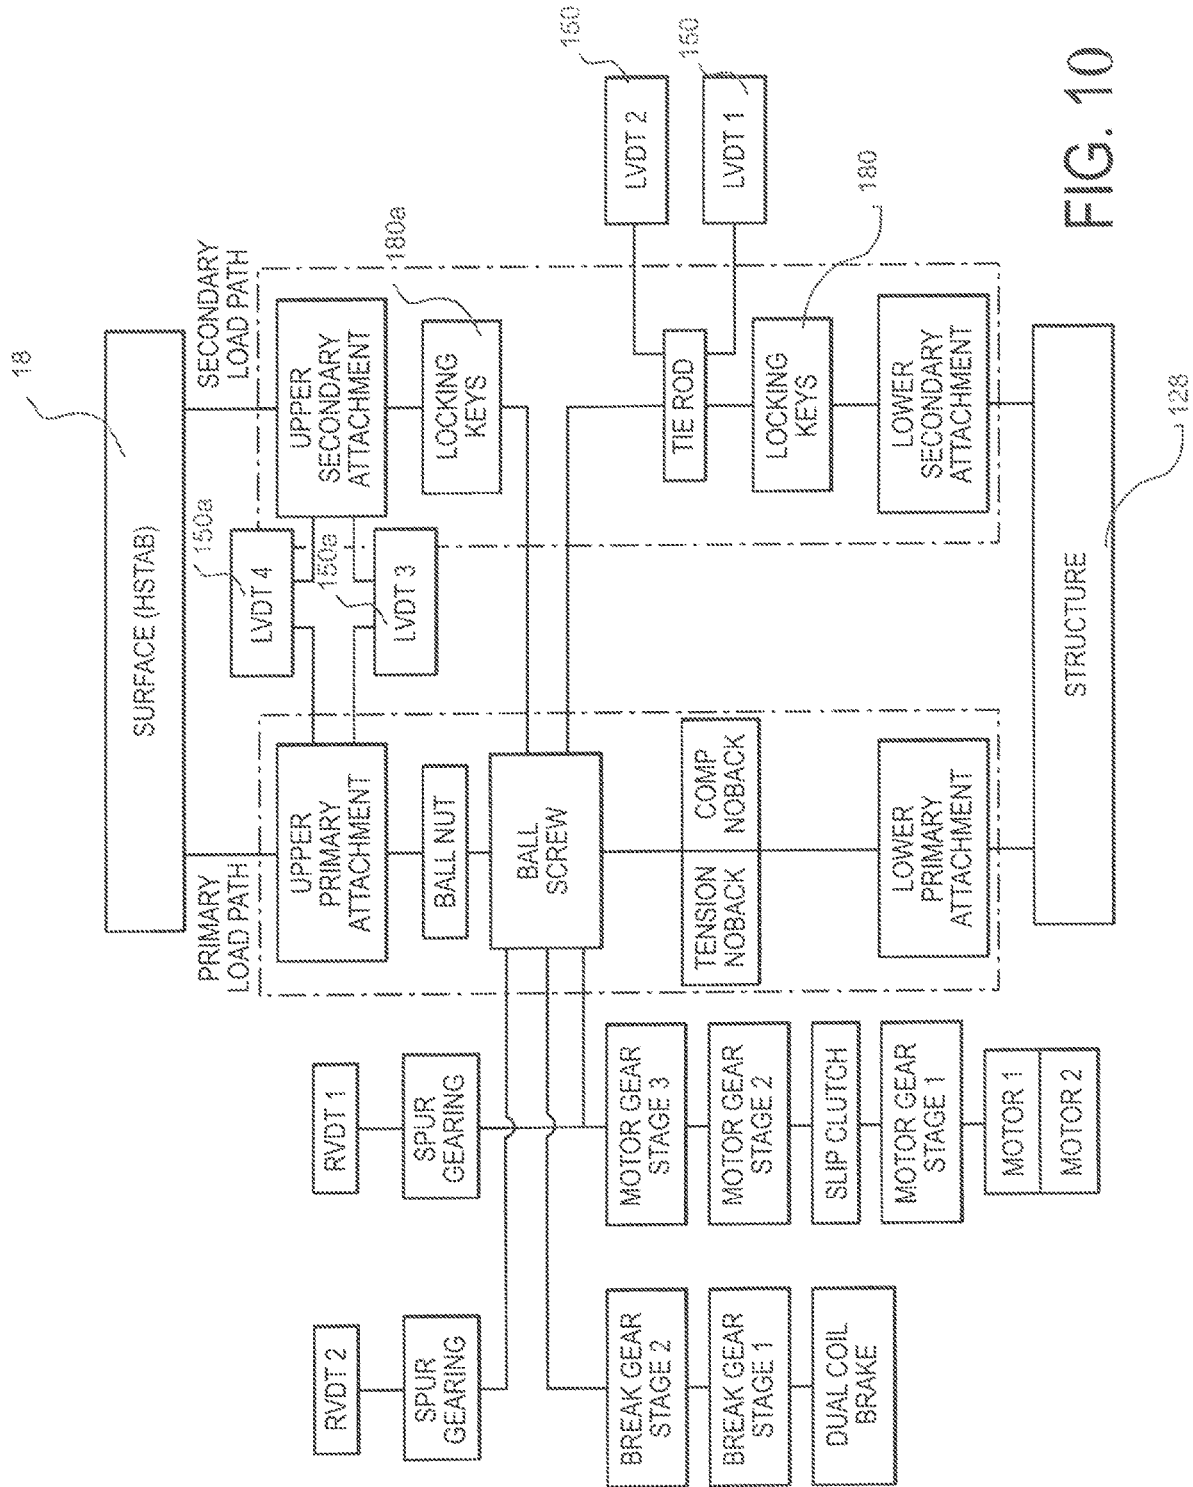 18
SURFACE (HSTAB)
PRIMARY
LOAD PATH
SECONDARY
LOAD PATH
150a
LVDT 4
150a
LVDT 3
UPPER
PRIMARY
ATTACHMENT
UPPER
SECONDARY
ATTACHMENT
180a
BALL NUT
LOCKING
KEYS
BALL
SCREW
RVDT 2
SPUR
GEARING
RVDT 1
SPUR
GEARING
150
LVDT 2
150
LVDT 1
TIE ROD
180
LOCKING
KEYS
TENSION
NOBACK
COMP
NOBACK
BREAK GEAR
STAGE 2
BREAK GEAR
STAGE 1
DUAL COIL
BRAKE
MOTOR GEAR
STAGE 3
MOTOR GEAR
STAGE 2
SLIP CLUTCH
MOTOR GEAR
STAGE 1
MOTOR 1
MOTOR 2
LOWER
PRIMARY
ATTACHMENT
LOWER
SECONDARY
ATTACHMENT
STRUCTURE
128
FIG. 10